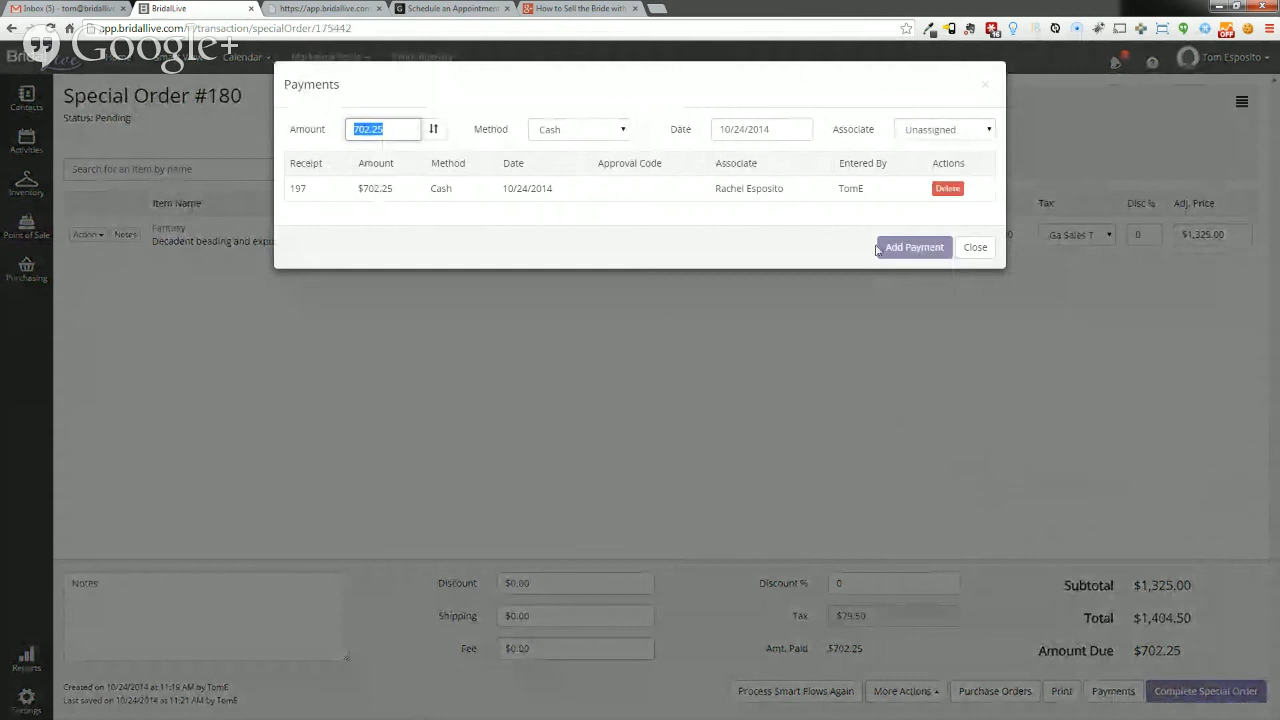 Inbox (5) - tom@bridalliv
BridalLive
https://app.bridallive.com
Schedule an Appointment
How to Sell the Bride with
app.bridallive.com/#/transaction/specialOrder/175442
Google+
Calendar
Tom Esposito
Contacts
Activities
Inventory
Point of Sale
Purchasing
Reports
Settings
Special Order #180
Status: Pending
Search for an item by name
Item Name
Tax
Disc %
Adj. Price
Action
Notes
Fantasy
Decadent beading and
Ga Sales T
0
$1,325.00
Payments
×
Amount
702.25
Method
Cash
Date
10/24/2014
Associate
Unassigned
Receipt
Amount
Method
Date
Approval Code
Associate
Entered By
Actions
197
$702.25
Cash
10/24/2014
Rachel Esposito
TomE
Delete
Add Payment
Close
Notes
Discount
$0.00
Discount %
0
Subtotal
$1,325.00
Shipping
$0.00
Tax
$79.50
Total
$1,404.50
Fee
$0.00
Amt. Paid
$702.25
Amount Due
$702.25
Created on 10/24/2014 at 11:19 AM by TomE
Last saved on 10/24/2014 at 11:21 AM by TomE
Process Smart Flows Again
More Actions
Purchase Orders
Print
Payments
Complete Special Order